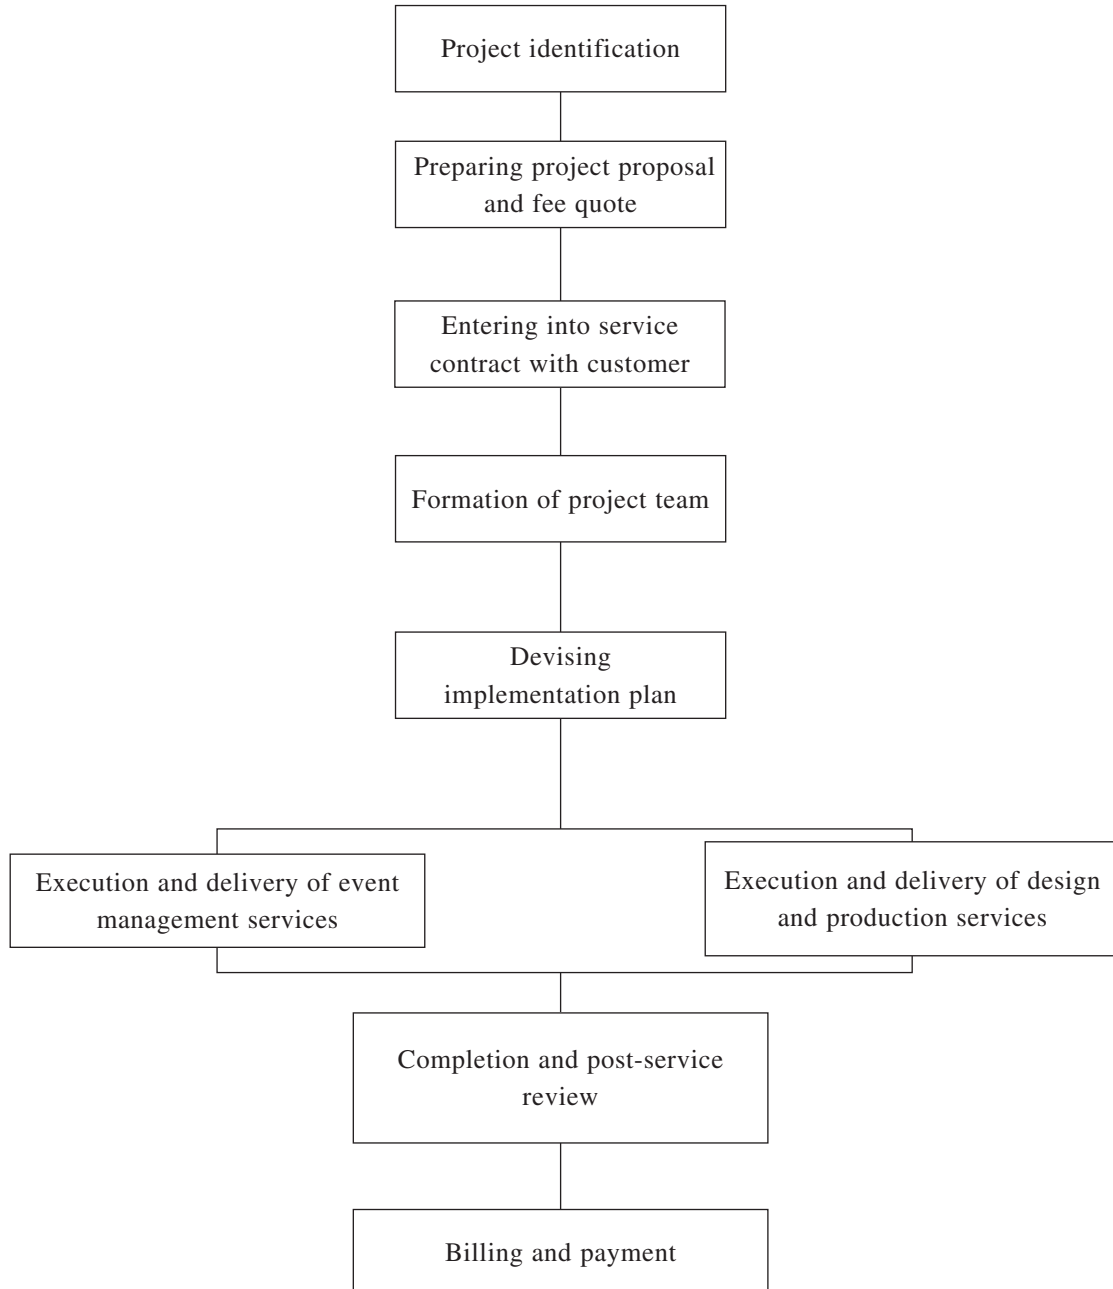 Project identification
Preparing project proposal
and fee quote
Entering into service
contract with customer
Formation of project team
Devising
implementation plan
Execution and delivery of event
management services
Execution and delivery of design
and production services
Completion and post-service
review
Billing and payment